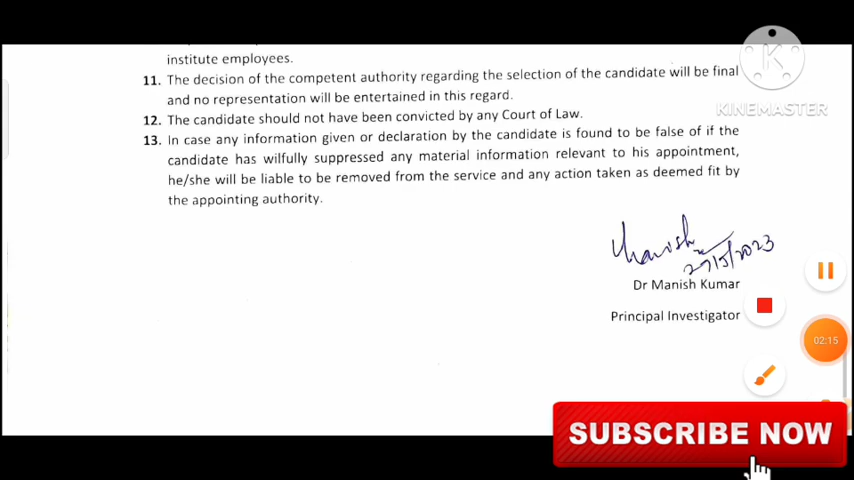 institute employees.
11. The decision of the competent authority regarding the selection of the candidate will be final
and no representation will be entertained in this regard.
12. The candidate should not have been convicted by any Court of Law.
13. In case any information given or declaration by the candidate is found to be false of if the
candidate has wilfully suppressed any material information relevant to his appointment,
he/she will be liable to be removed from the service and any action taken as deemed fit by
the appointing authority.
Manish
27/5/2023
Dr Manish Kumar
Principal Investigator
K
KINEMASTER
02:15
SUBSCRIBE NOW